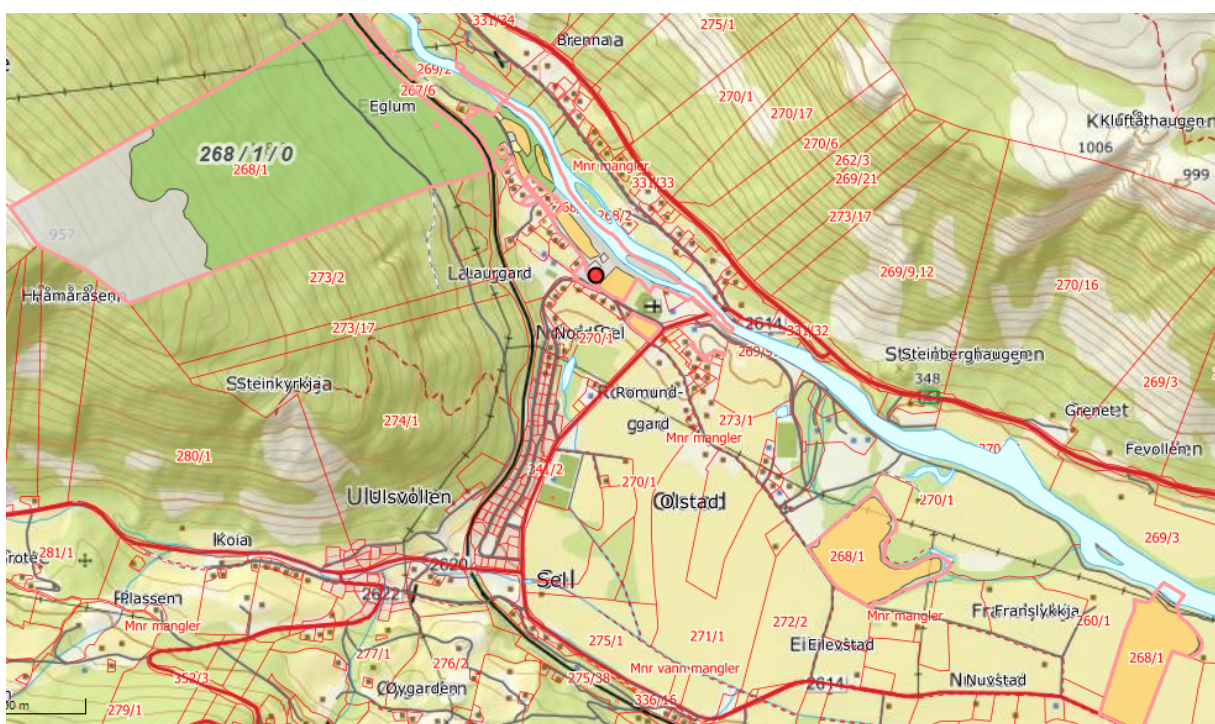 331/34
275/1
Brenna
269/2
267/6
Eglum
270/1
270/17
Kluftåthaugen
1006
270/6
268 / 1 / 0
268/1
Mnr mangler
262/3
999
331/33
269/21
268/2
273/17
957
273/2
Laurgard
269/9,12
270/16
Håmåråsen
273/17
2614
331/32
Nord-Sel
270/1
Steinberghaugen
348
Steinkyrkja
Romund-
gard
269/3
Grenet
274/1
273/1
Mnr mangler
Fevollen
280/1
341/2
270/1
270/1
Ulsvollen
Olstad
Koia
269/3
281/1
2620
268/1
Sel
2622
Plassen
Mnr mangler
Mnr mangler
Franslykkja
260/1
275/1
271/1
272/2
Eilevstad
277/1
276/2
268/1
Mnr vann mangler
352/3
275/38
Øygarden
2614
Nuvstad
279/1
336/16